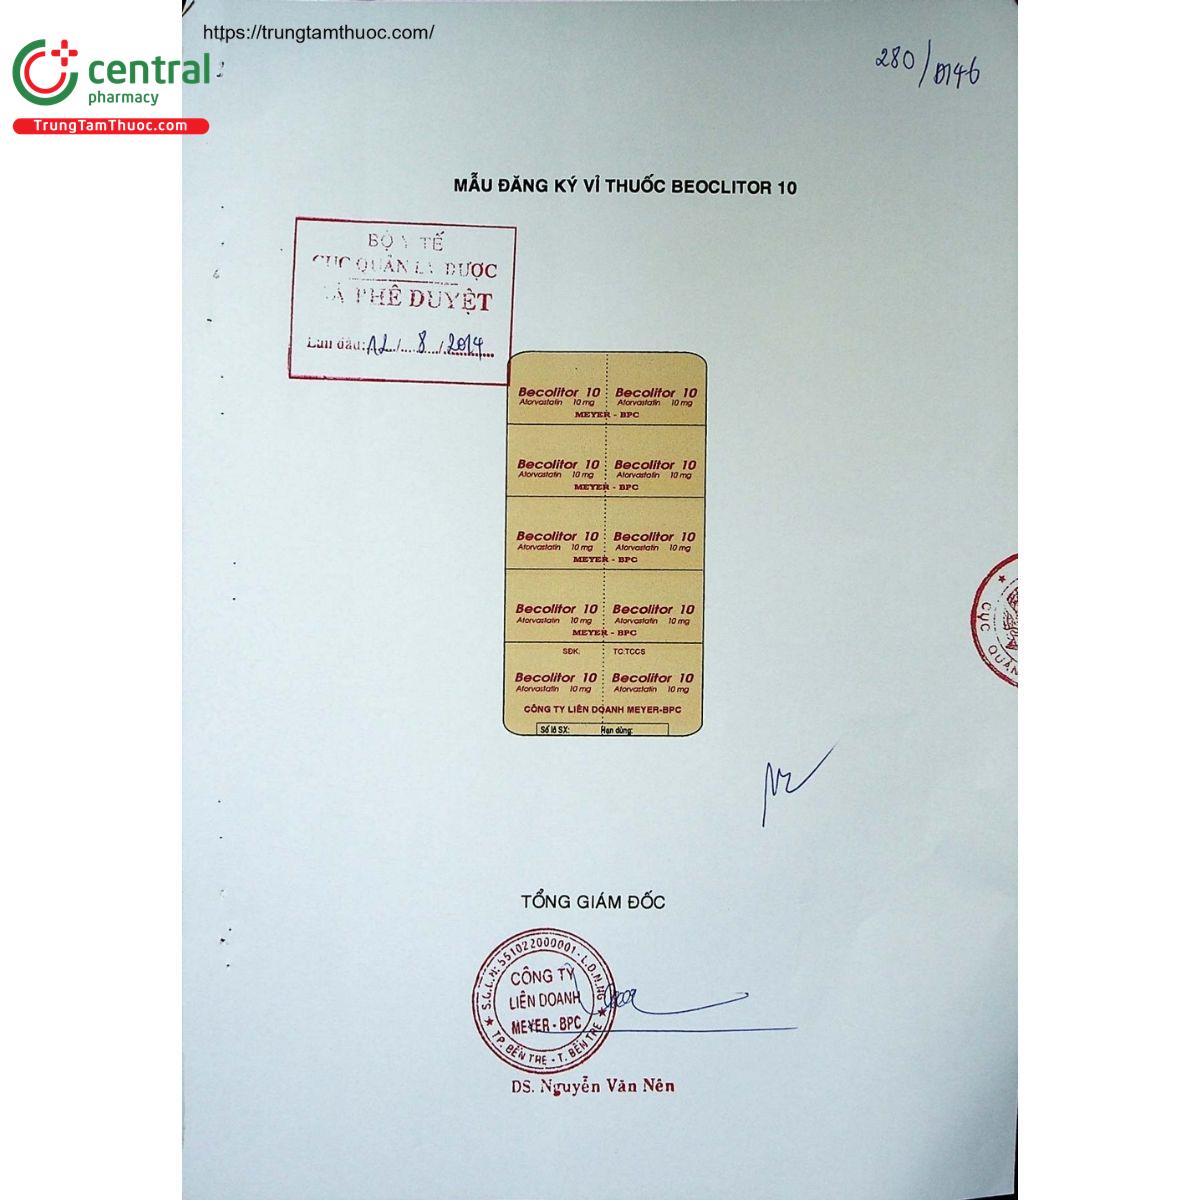 https://trungtamthuoc.com/
central
pharmacy
TrungTamThuoc.com
280/D146
MẪU ĐĂNG KÝ VỈ THUỐC BEOCLITOR 10
BỘ Y TẾ
CỤC QUẢN LÝ DƯỢC
ĐÃ PHÊ DUYỆT
Lần đầu: 12/ 8 /2014
Becolitor 10 Becolitor 10
Atorvastatin 10 mg Atorvastatin 10 mg
MEYER - BPC
Becolitor 10 Becolitor 10
Atorvastatin 10 mg Atorvastatin 10 mg
MEYER - BPC
Becolitor 10 Becolitor 10
Atorvastatin 10 mg Atorvastatin 10 mg
MEYER - BPC
Becolitor 10 Becolitor 10
Atorvastatin 10 mg Atorvastatin 10 mg
MEYER - BPC
SĐK: TC:TCCS
Becolitor 10 Becolitor 10
Atorvastatin 10 mg Atorvastatin 10 mg
CÔNG TY LIÊN DOANH MEYER-BPC
Số lô SX: Hạn dùng:
CỤC QUẢN
TỔNG GIÁM ĐỐC
551022000001 - L.D.N.NG
CÔNG TY
LIÊN DOANH
MEYER - BPC
TP. BẾN TRE - T. BẾN TRE
DS. Nguyễn Văn Nên